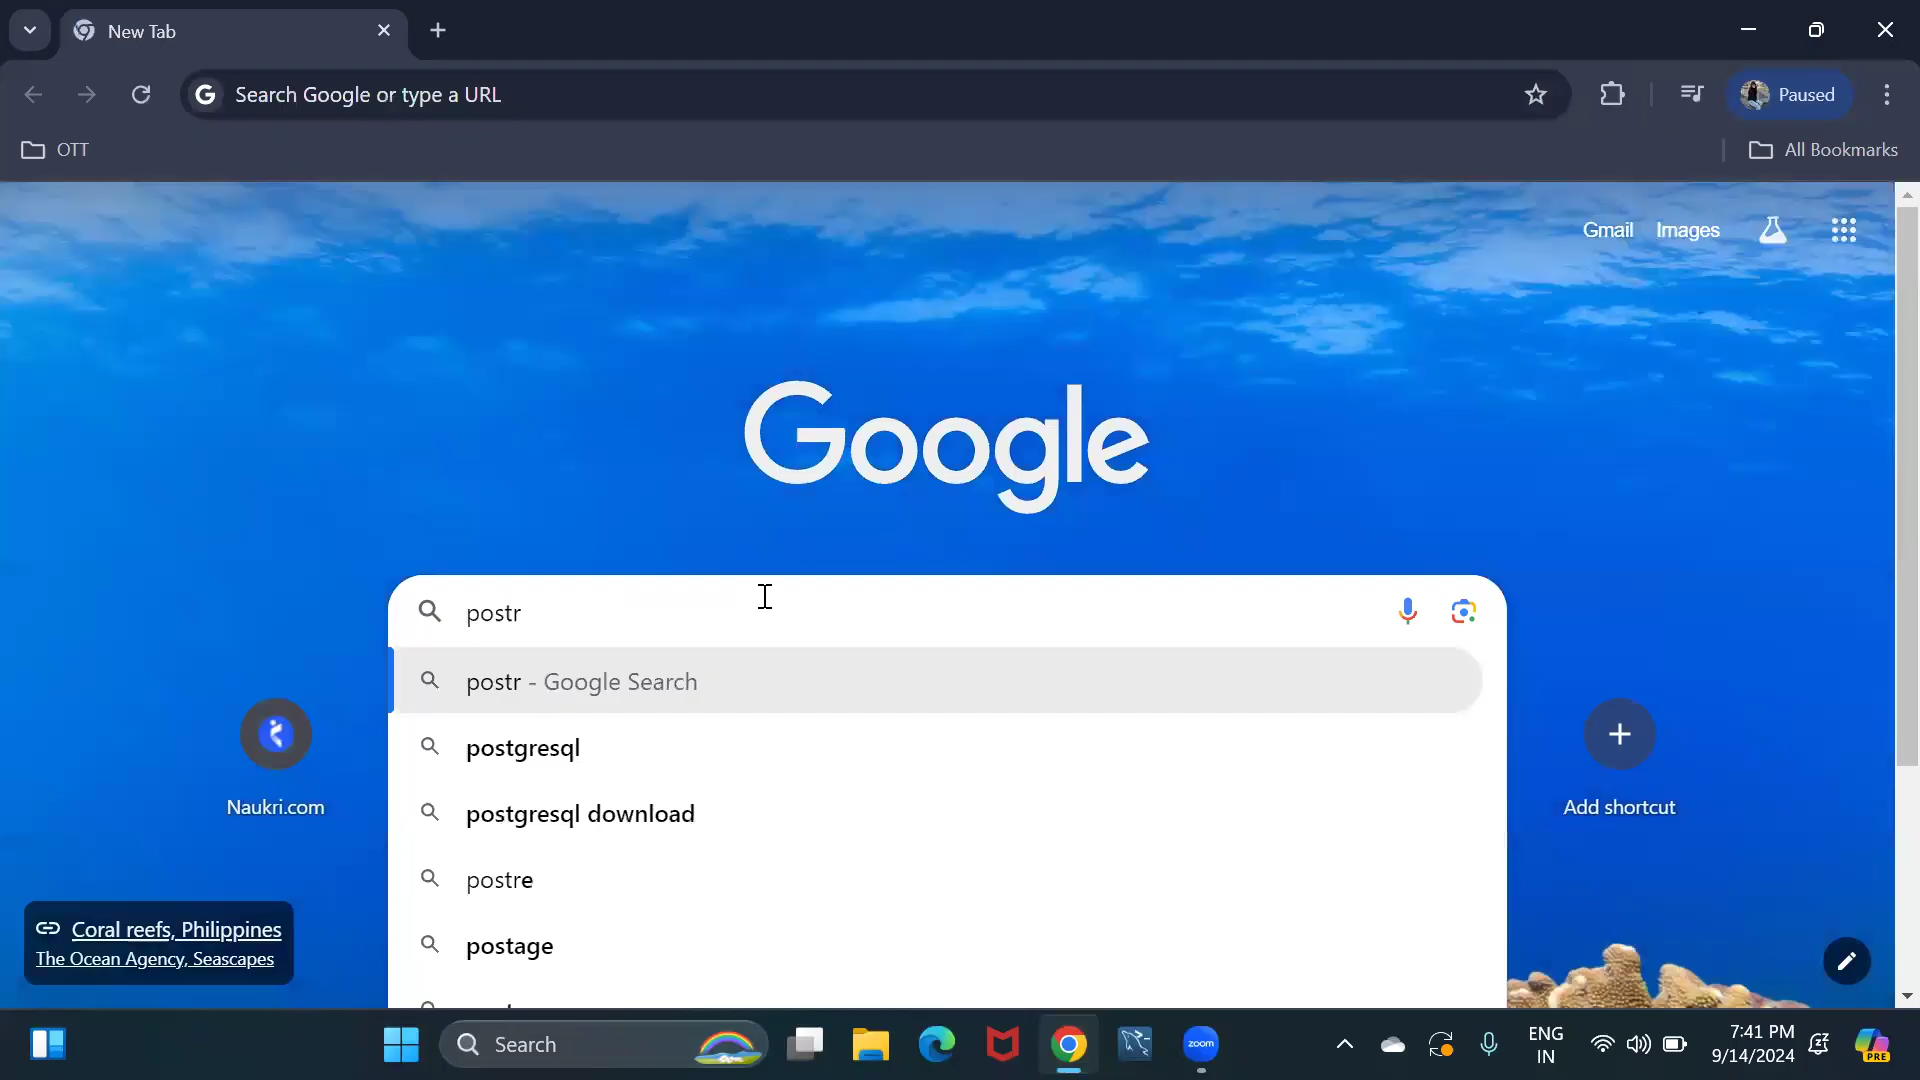 New Tab
Search Google or type a URL
Paused
OTT
All Bookmarks
Gmail Images
Google
postr
postr - Google Search
postgresql
postgresql download
postre
postage
Naukri.com
Add shortcut
Coral reefs, Philippines
The Ocean Agency, Seascapes
Search
zoom
ENG
IN
7:41 PM
9/14/2024
PRE